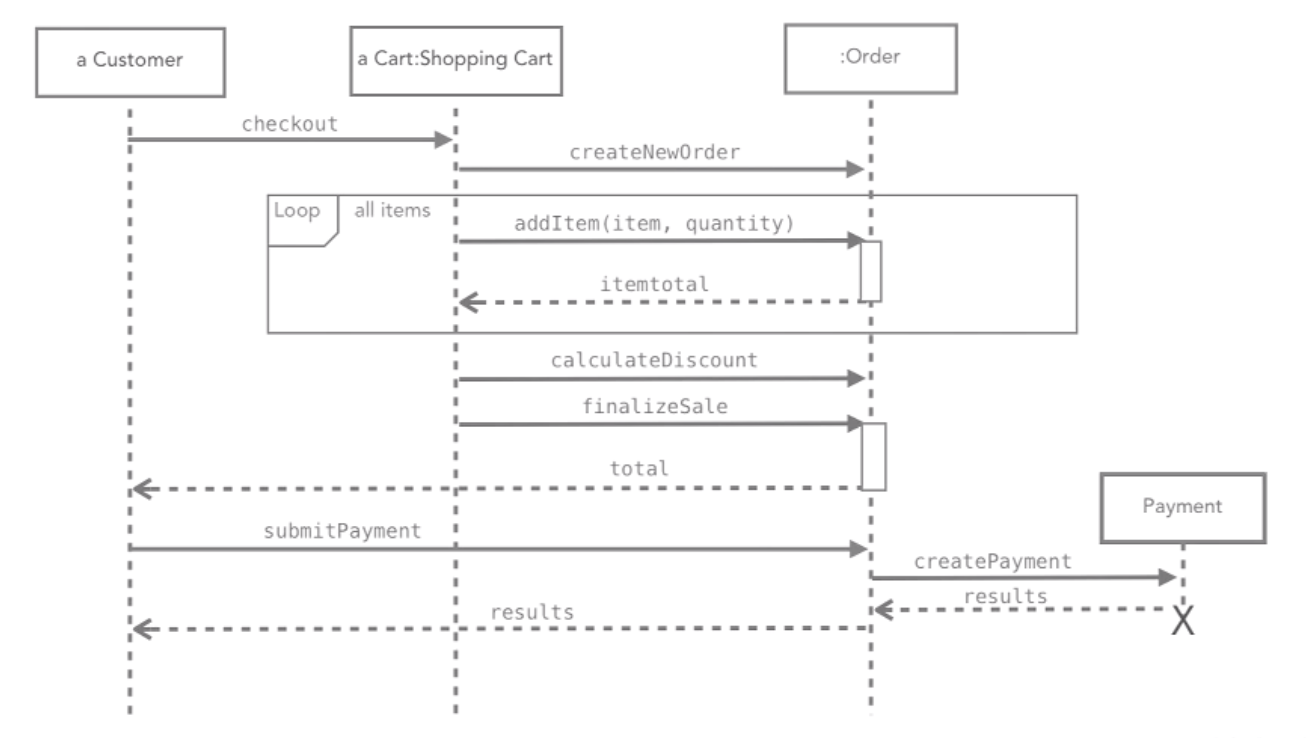 a Customer
a Cart:Shopping Cart
:Order
checkout
createNewOrder
Loop
all items
addItem(item, quantity)
itemtotal
calculateDiscount
finalizeSale
total
Payment
submitPayment
createPayment
results
results
X